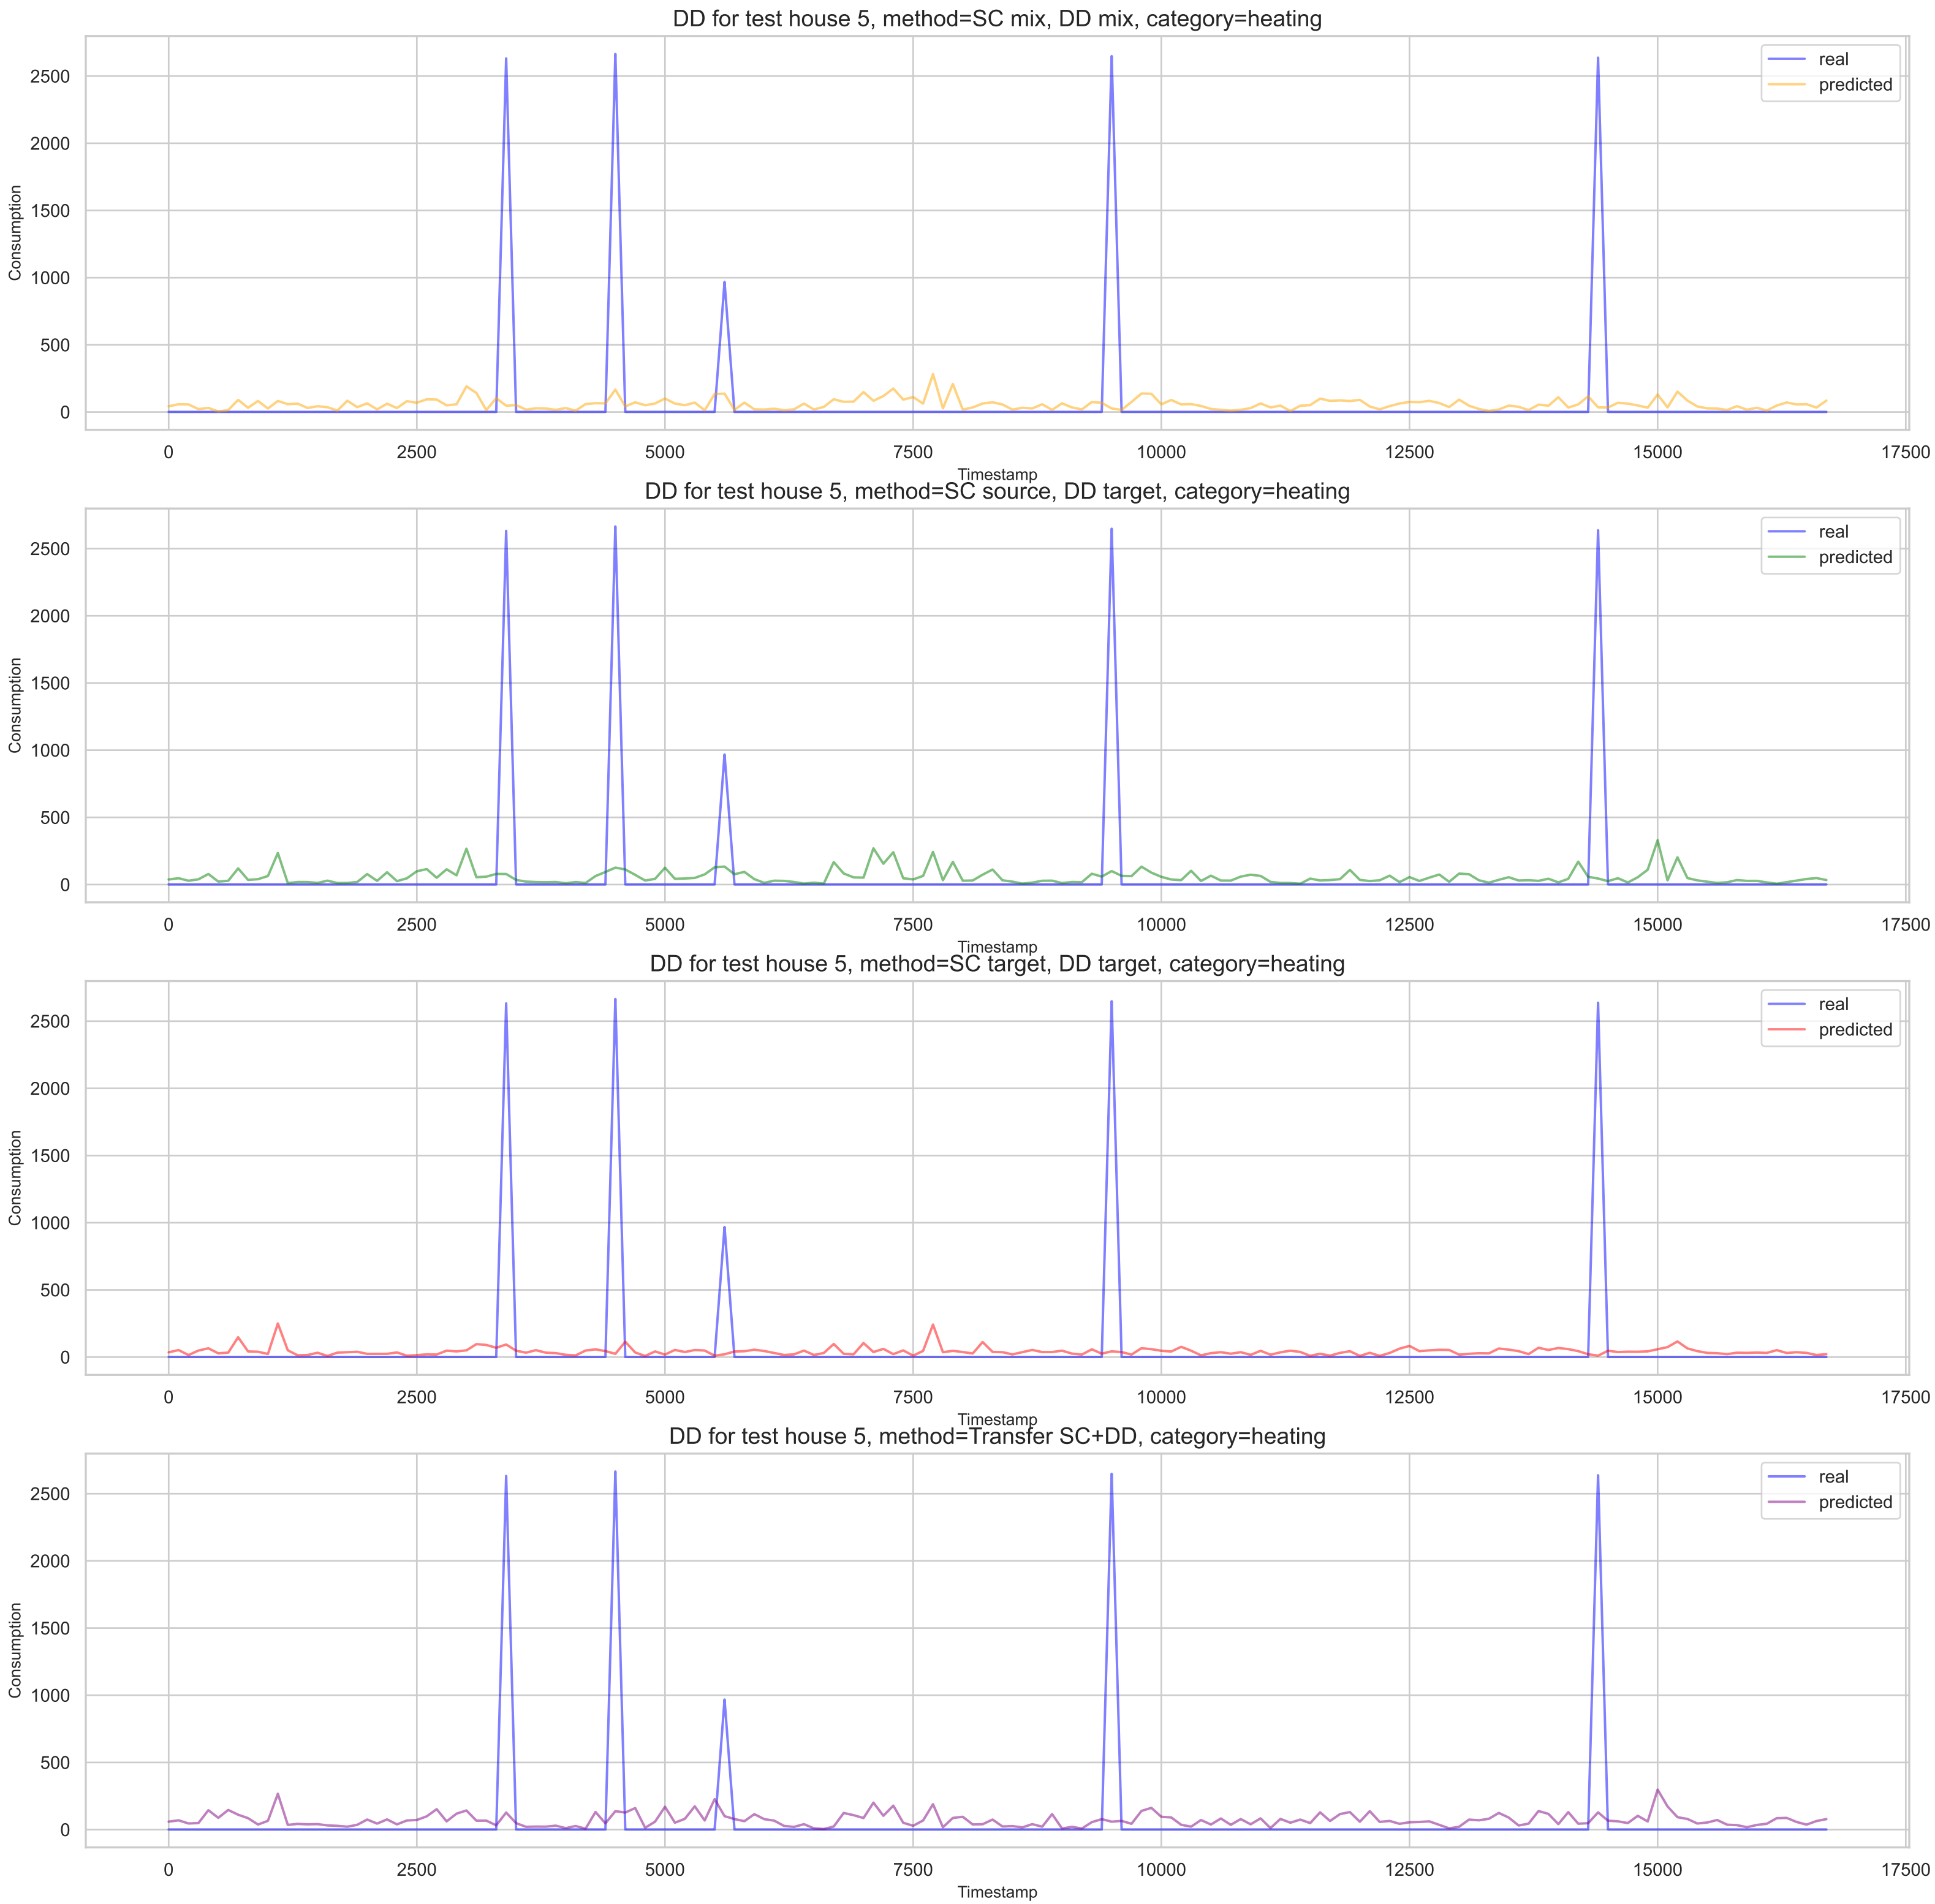 DD for test house 5, method=SC mix, DD mix, category=heating
real
predicted
Consumption
2500
2000
1500
1000
500
0
0 2500 5000 7500 10000 12500 15000 17500
Timestamp
DD for test house 5, method=SC source, DD target, category=heating
real
predicted
Consumption
2500
2000
1500
1000
500
0
0 2500 5000 7500 10000 12500 15000 17500
Timestamp
DD for test house 5, method=SC target, DD target, category=heating
real
predicted
Consumption
2500
2000
1500
1000
500
0
0 2500 5000 7500 10000 12500 15000 17500
Timestamp
DD for test house 5, method=Transfer SC+DD, category=heating
real
predicted
Consumption
2500
2000
1500
1000
500
0
0 2500 5000 7500 10000 12500 15000 17500
Timestamp